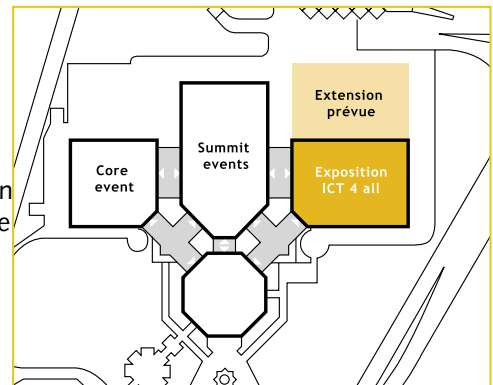 Extension
prévue
Summit
events
Core
event
Exposition
ICT 4 all
n
e